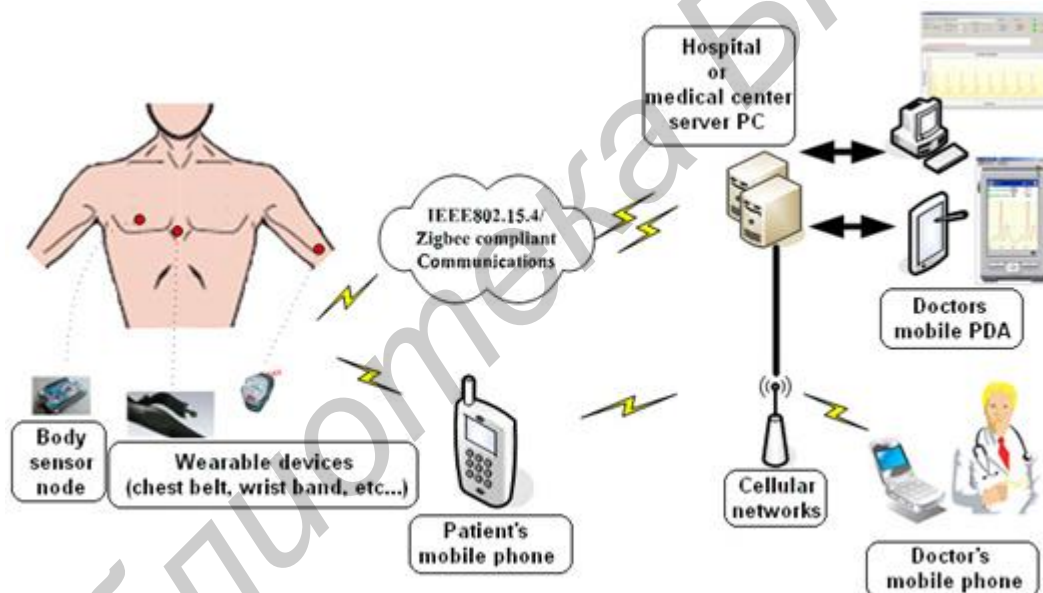 Hospital
or
medical center
server PC
IEEE802.15.4/
Zigbee compliant
Communications
Doctors
mobile PDA
Body
sensor
node
Wearable devices
(chest belt, wrist band, etc...)
Patient's
mobile phone
Cellular
networks
Doctor's
mobile phone
блиотека Б